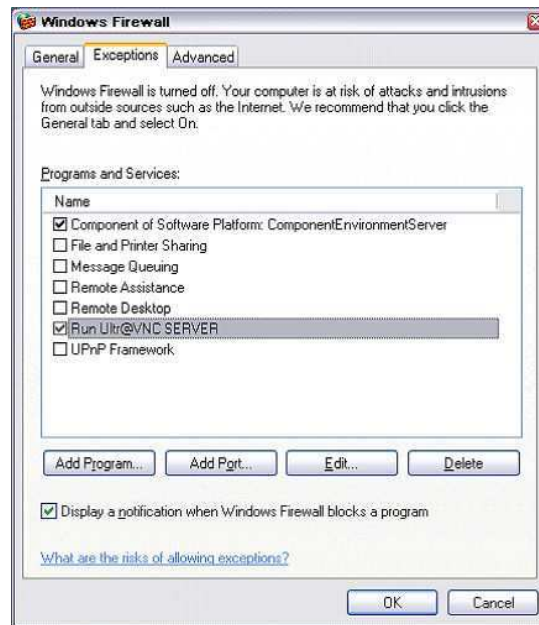 Windows Firewall
General Exceptions Advanced
Windows Firewall is turned off. Your computer is at risk of attacks and intrusions
from outside sources such as the Internet. We recommend that you click the
General tab and select On.
Programs and Services:
Name
Component of Software Platform: ComponentEnvironmentServer
File and Printer Sharing
Message Queuing
Remote Assistance
Remote Desktop
Run Ultr@VNC SERVER
UPnP Framework
Add Program... Add Port... Edit... Delete
Display a notification when Windows Firewall blocks a program
What are the risks of allowing exceptions?
OK Cancel